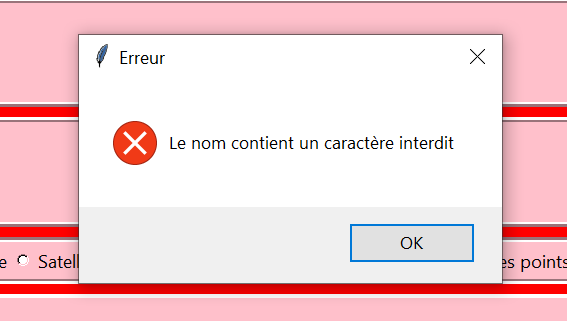 Erreur
Le nom contient un caractère interdit
OK
e Satell
es points